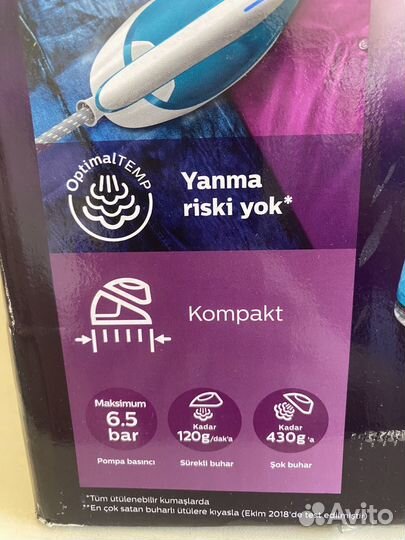 OptimalTEMP
Yanma
riski yok*
Kompakt
Maksimum
6.5
bar
Pompa basıncı
Kadar
120g/dak'a
Sürekli buhar
Kadar
430g'a
Şok buhar
*Tüm ütülenebilir kumaşlarda
**En çok satan buharlı ütülere kıyasla (Ekim 2018'de test edilmiştir)
Avito